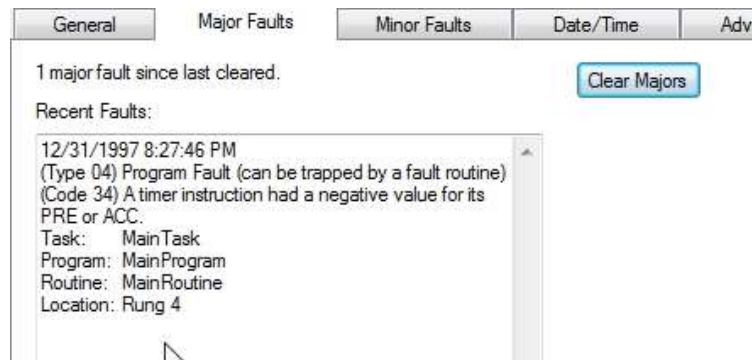 General Major Faults Minor Faults Date/Time Adv
1 major fault since last cleared.
Clear Majors
Recent Faults:
12/31/1997 8:27:46 PM
(Type 04) Program Fault (can be trapped by a fault routine)
(Code 34) A timer instruction had a negative value for its
PRE or ACC.
Task: MainTask
Program: MainProgram
Routine: MainRoutine
Location: Rung 4